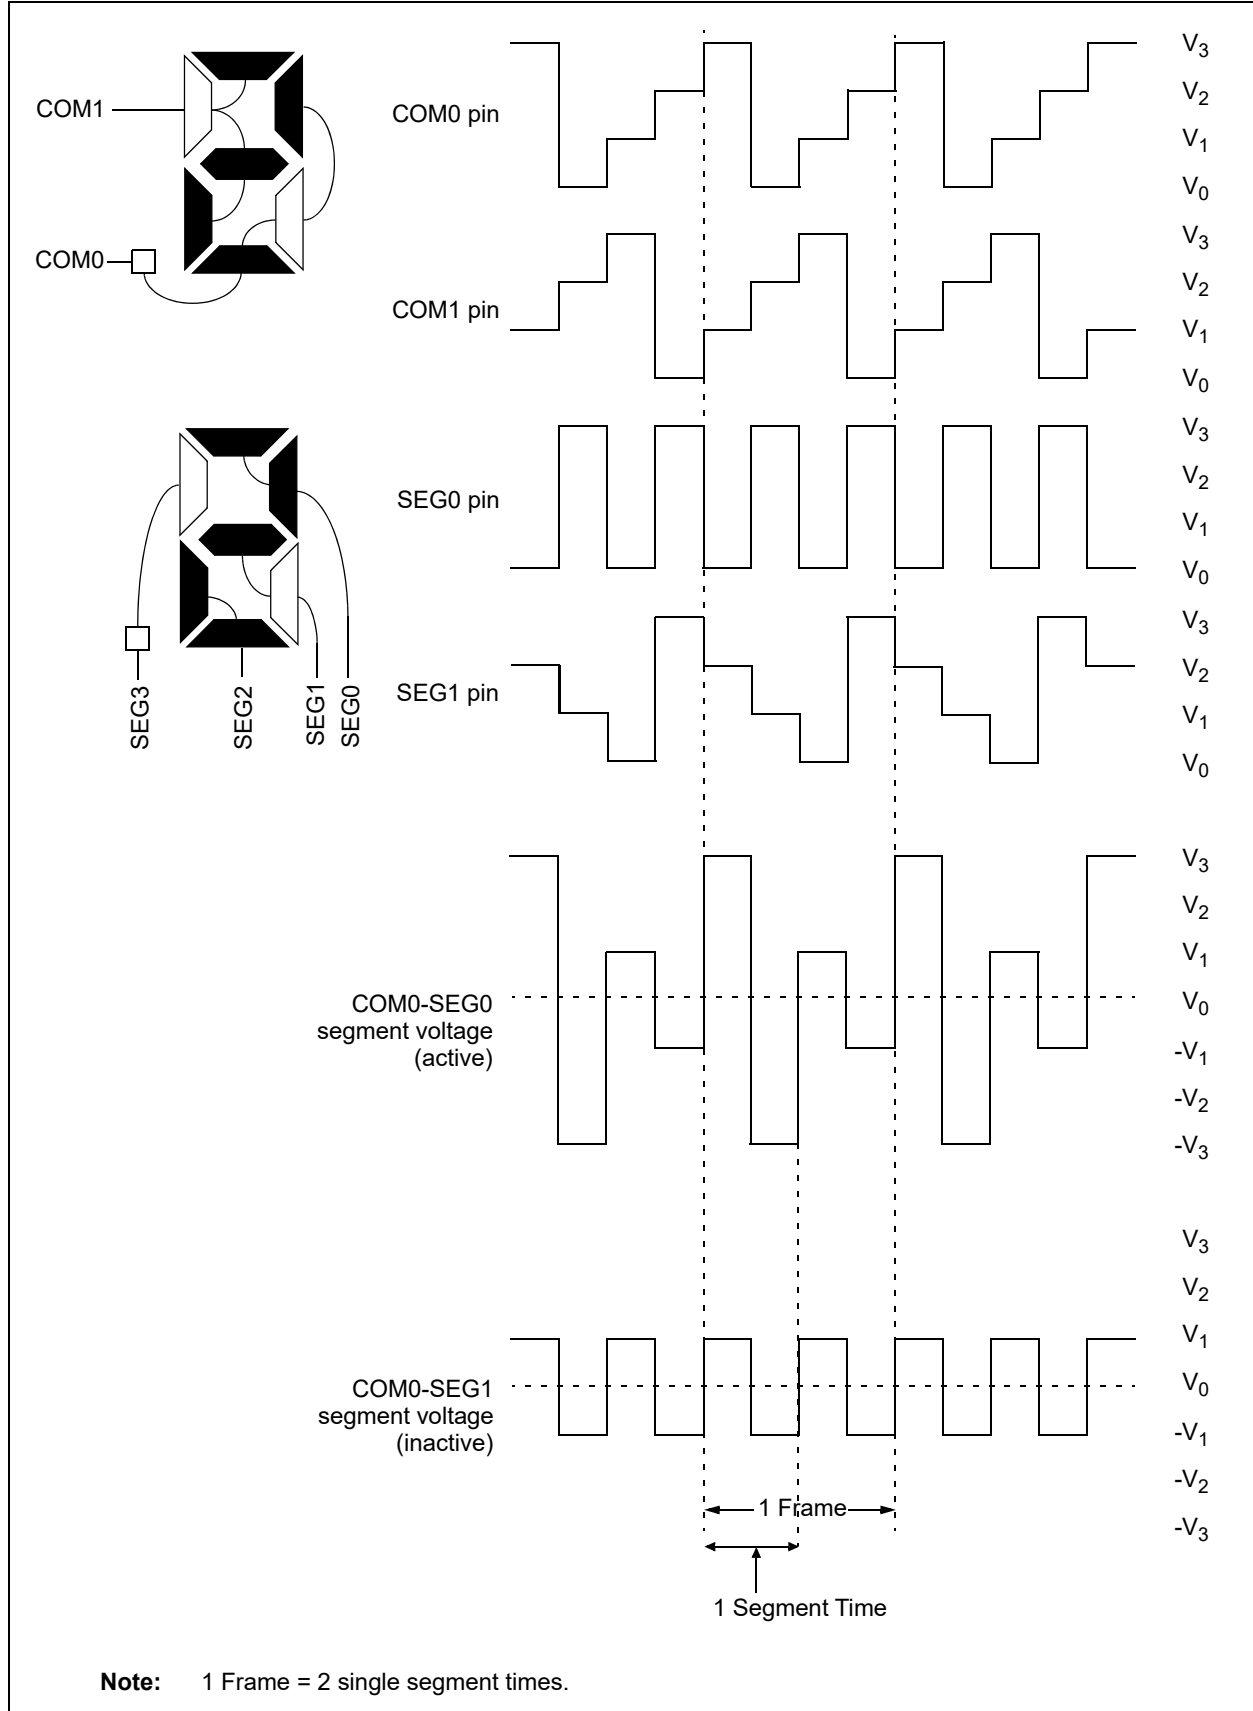 COM1
COM0
SEG3
SEG2
SEG1
SEG0
COM0 pin
V3
V2
V1
V0
COM1 pin
V3
V2
V1
V0
SEG0 pin
V3
V2
V1
V0
SEG1 pin
V3
V2
V1
V0
COM0-SEG0
segment voltage
(active)
V3
V2
V1
V0
-V1
-V2
-V3
COM0-SEG1
segment voltage
(inactive)
V3
V2
V1
V0
-V1
-V2
-V3
1 Frame
1 Segment Time
Note: 1 Frame = 2 single segment times.